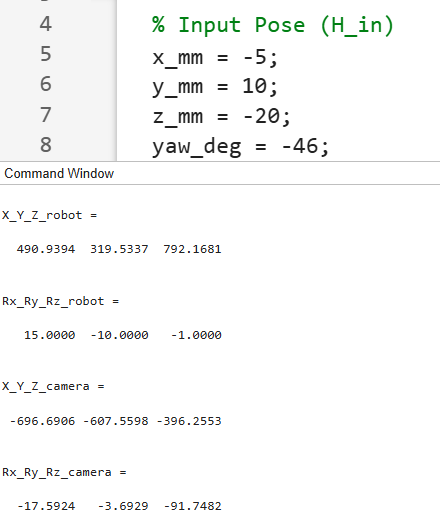 4 % Input Pose (H_in)
5 x_mm = -5;
6 y_mm = 10;
7 z_mm = -20;
8 yaw_deg = -46;
Command Window
X_Y_Z_robot =
490.9394 319.5337 792.1681
Rx_Ry_Rz_robot =
15.0000 -10.0000 -1.0000
X_Y_Z_camera =
-696.6906 -607.5598 -396.2553
Rx_Ry_Rz_camera =
-17.5924 -3.6929 -91.7482